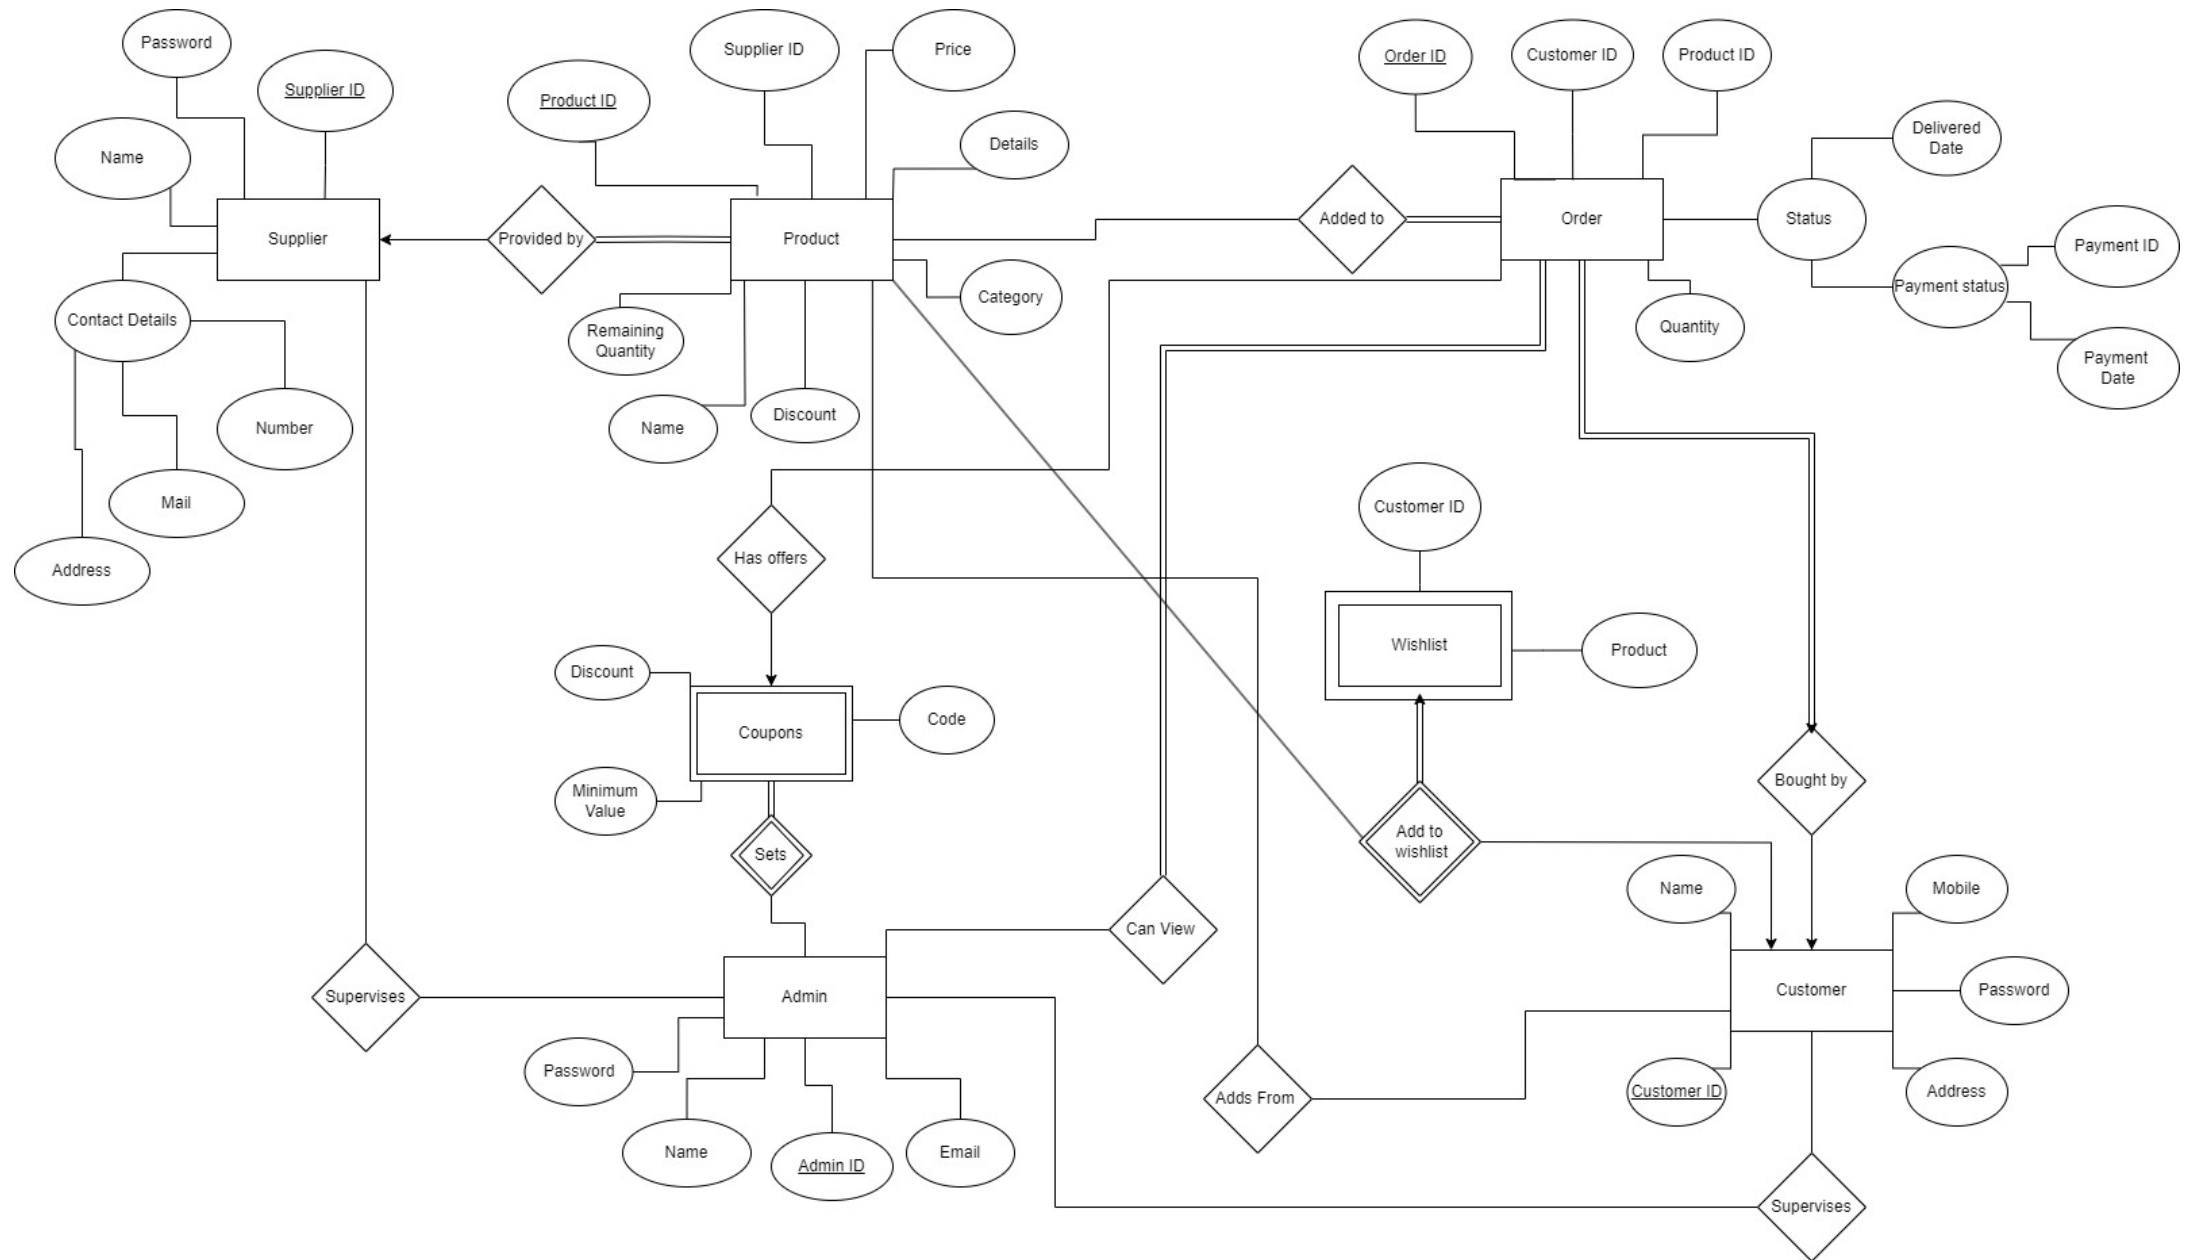 Password
Supplier ID
Name
Supplier
Contact Details
Number
Mail
Address
Provided by
Product ID
Supplier ID
Price
Details
Product
Category
Remaining
Quantity
Name
Discount
Added to
Order ID
Customer ID
Product ID
Order
Status
Delivered
Date
Payment status
Payment ID
Payment
Date
Quantity
Has offers
Customer ID
Wishlist
Product
Discount
Coupons
Code
Minimum
Value
Sets
Add to
wishlist
Bought by
Can View
Supervises
Admin
Password
Name
Admin ID
Email
Adds From
Name
Mobile
Customer
Password
Customer ID
Address
Supervises